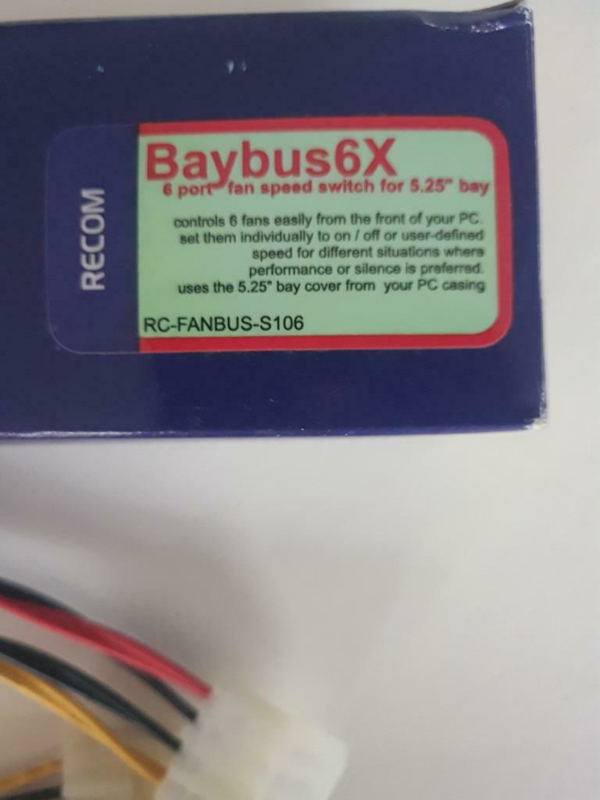 RECOM
Baybus6X
6 port fan speed switch for 5.25" bay
controls 6 fans easily from the front of your PC.
set them individually to on / off or user-defined
speed for different situations where
performance or silence is preferred.
uses the 5.25" bay cover from your PC casing
RC-FANBUS-S106